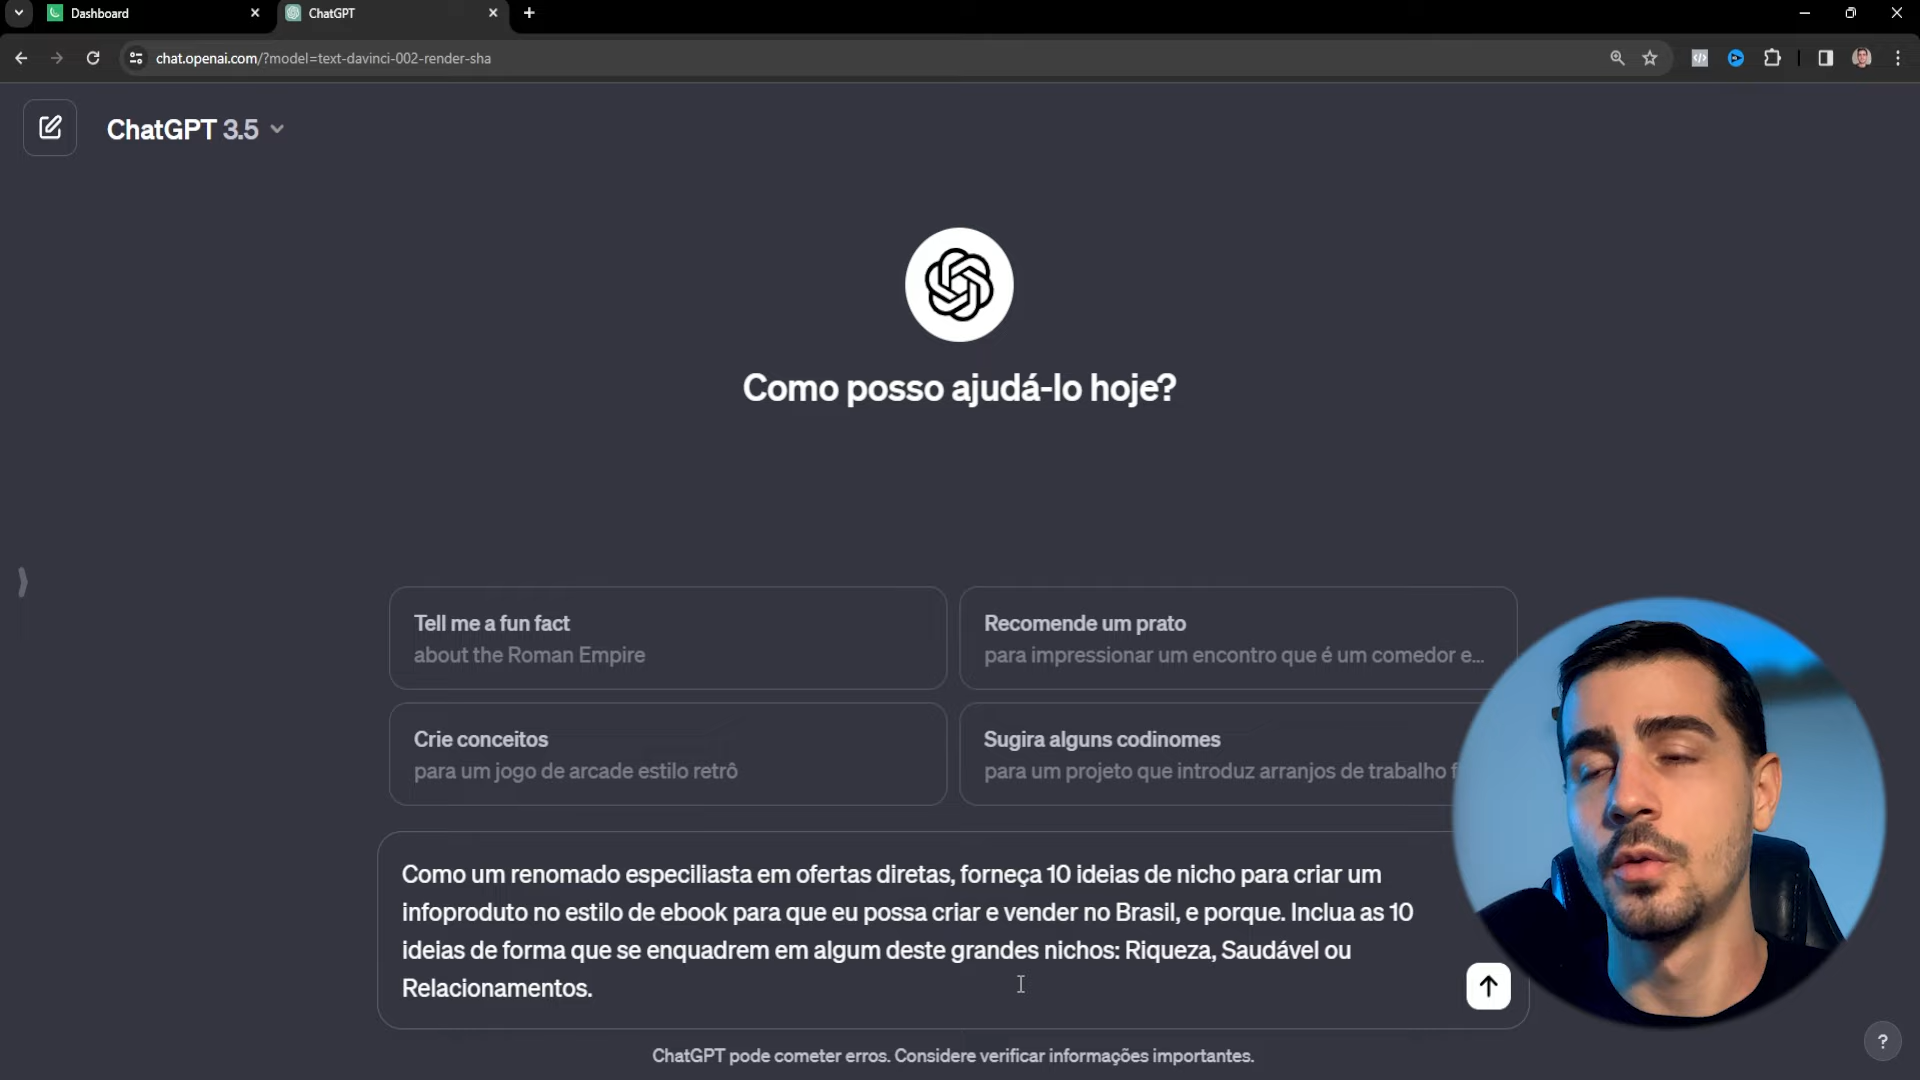 Dashboard
ChatGPT
chat.openai.com/?model=text-davinci-002-render-sha
ChatGPT 3.5
Como posso ajudá-lo hoje?
Tell me a fun fact
about the Roman Empire
Recomende um prato
para impressionar um encontro que é um comedor e...
Crie conceitos
para um jogo de arcade estilo retrô
Sugira alguns codinomes
para um projeto que introduz arranjos de trabalho f
Como um renomado especiliasta em ofertas diretas, forneça 10 ideias de nicho para criar um
infoproduto no estilo de ebook para que eu possa criar e vender no Brasil, e porque. Inclua as 10
ideias de forma que se enquadrem em algum deste grandes nichos: Riqueza, Saudável ou
Relacionamentos.
ChatGPT pode cometer erros. Considere verificar informações importantes.
?